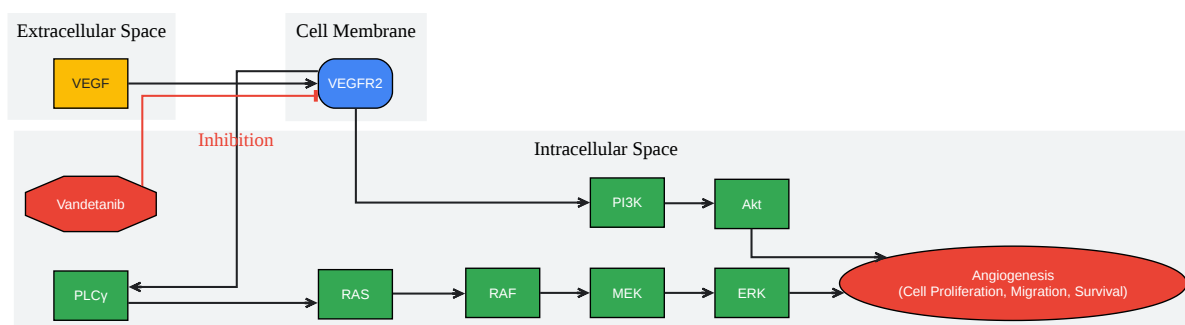 Extracellular Space
Cell Membrane
VEGF
VEGFR2
Inhibition
Intracellular Space
Vandetanib
PI3K
Akt
PLCγ
RAS
RAF
MEK
ERK
Angiogenesis
(Cell Proliferation, Migration, Survival)